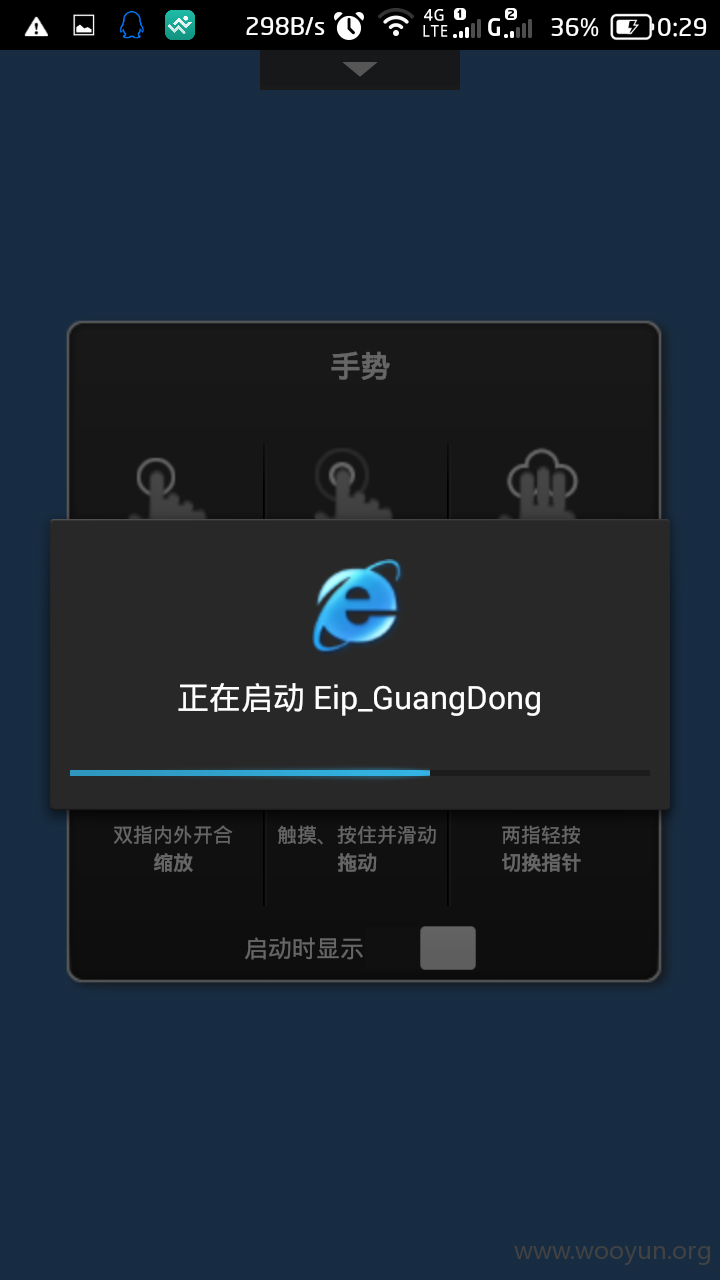 298B/s 4G LTE 1 G 2 36% 0:29
手势
正在启动 Eip_GuangDong
双指内外开合 触摸、按住并滑动 两指轻按
缩放 拖动 切换指针
启动时显示
www.wooyun.org